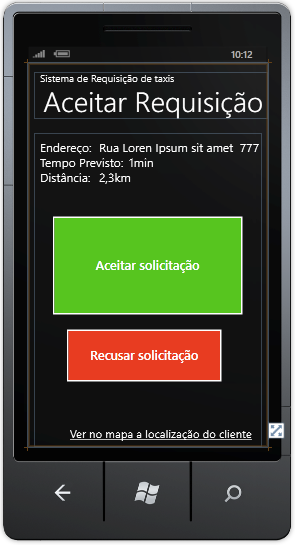 10:12
Sistema de Requisição de taxis
Aceitar Requisição
Endereço: Rua Loren Ipsum sit amet 777
Tempo Previsto: 1min
Distância: 2,3km
Aceitar solicitação
Recusar solicitação
Ver no mapa a localização do cliente